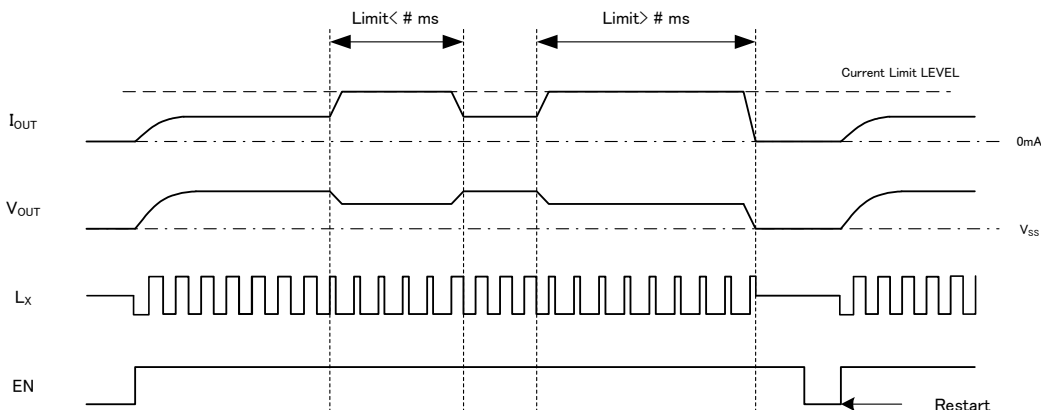 Limit< # ms
Limit> # ms
Current Limit LEVEL
IOUT
0mA
VOUT
VSS
LX
EN
Restart